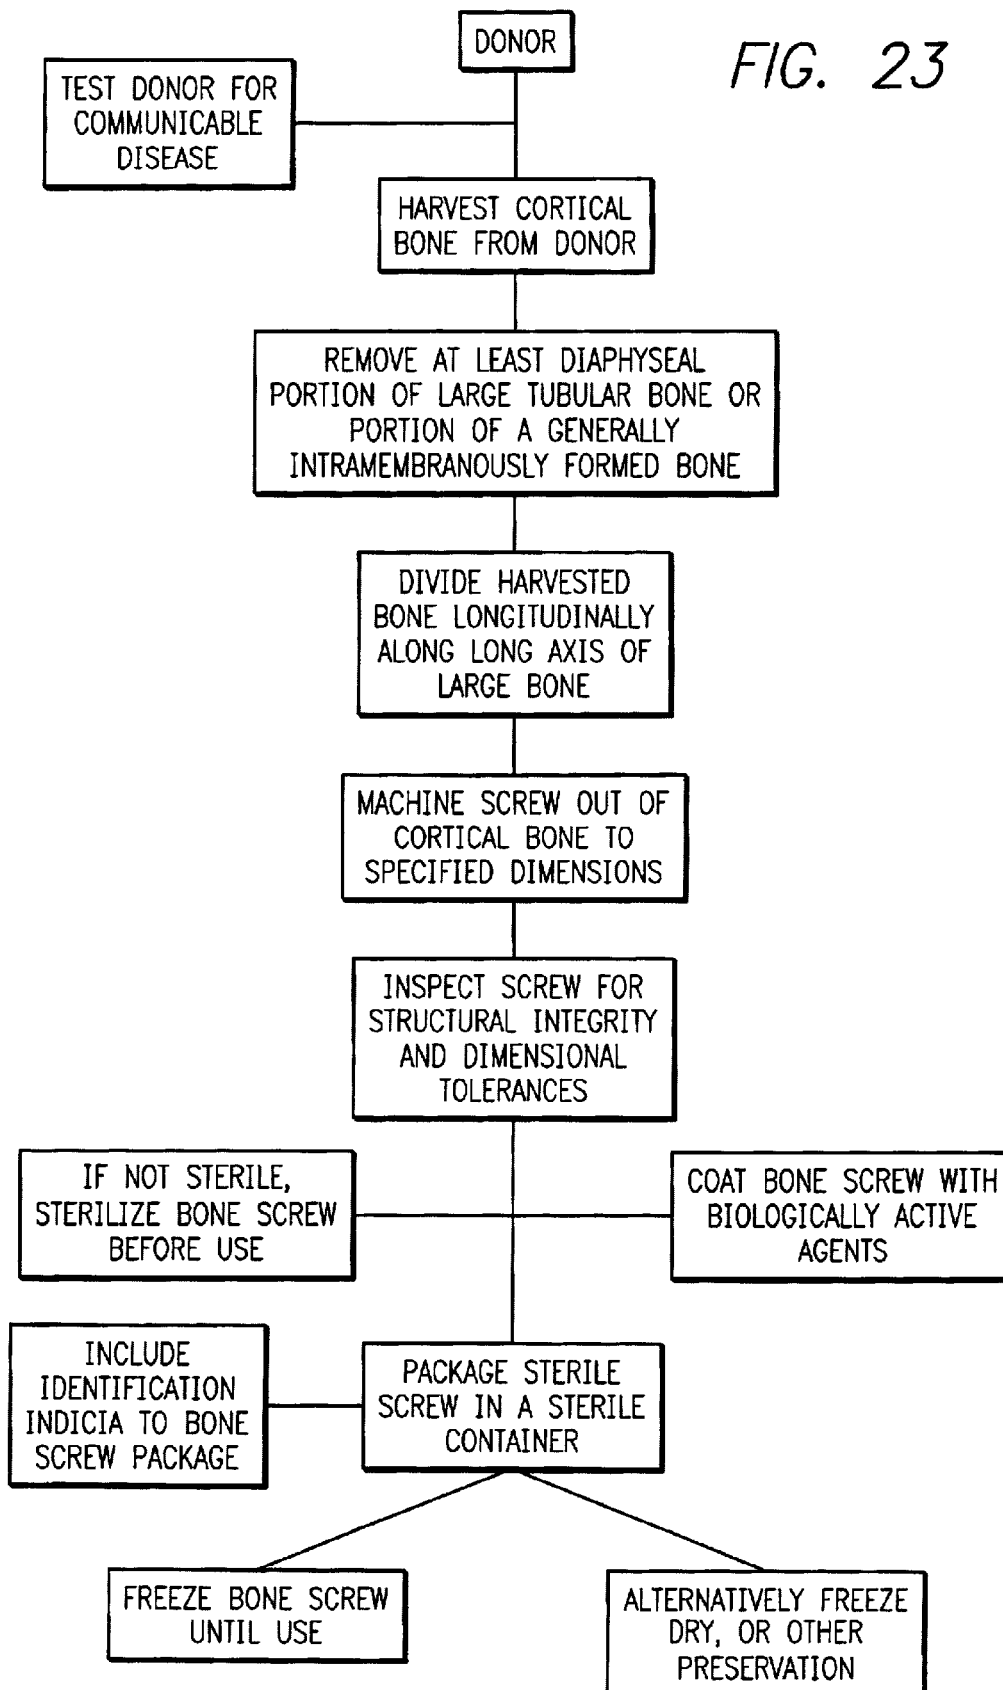 DONOR
FIG. 23
TEST DONOR FOR
COMMUNICABLE
DISEASE
HARVEST CORTICAL
BONE FROM DONOR
REMOVE AT LEAST DIAPHYSEAL
PORTION OF LARGE TUBULAR BONE OR
PORTION OF A GENERALLY
INTRAMEMBRANOUSLY FORMED BONE
DIVIDE HARVESTED
BONE LONGITUDINALLY
ALONG LONG AXIS OF
LARGE BONE
MACHINE SCREW OUT OF
CORTICAL BONE TO
SPECIFIED DIMENSIONS
INSPECT SCREW FOR
STRUCTURAL INTEGRITY
AND DIMENSIONAL
TOLERANCES
IF NOT STERILE,
STERILIZE BONE SCREW
BEFORE USE
COAT BONE SCREW WITH
BIOLOGICALLY ACTIVE
AGENTS
INCLUDE
IDENTIFICATION
INDICIA TO BONE
SCREW PACKAGE
PACKAGE STERILE
SCREW IN A STERILE
CONTAINER
FREEZE BONE SCREW
UNTIL USE
ALTERNATIVELY FREEZE
DRY, OR OTHER
PRESERVATION